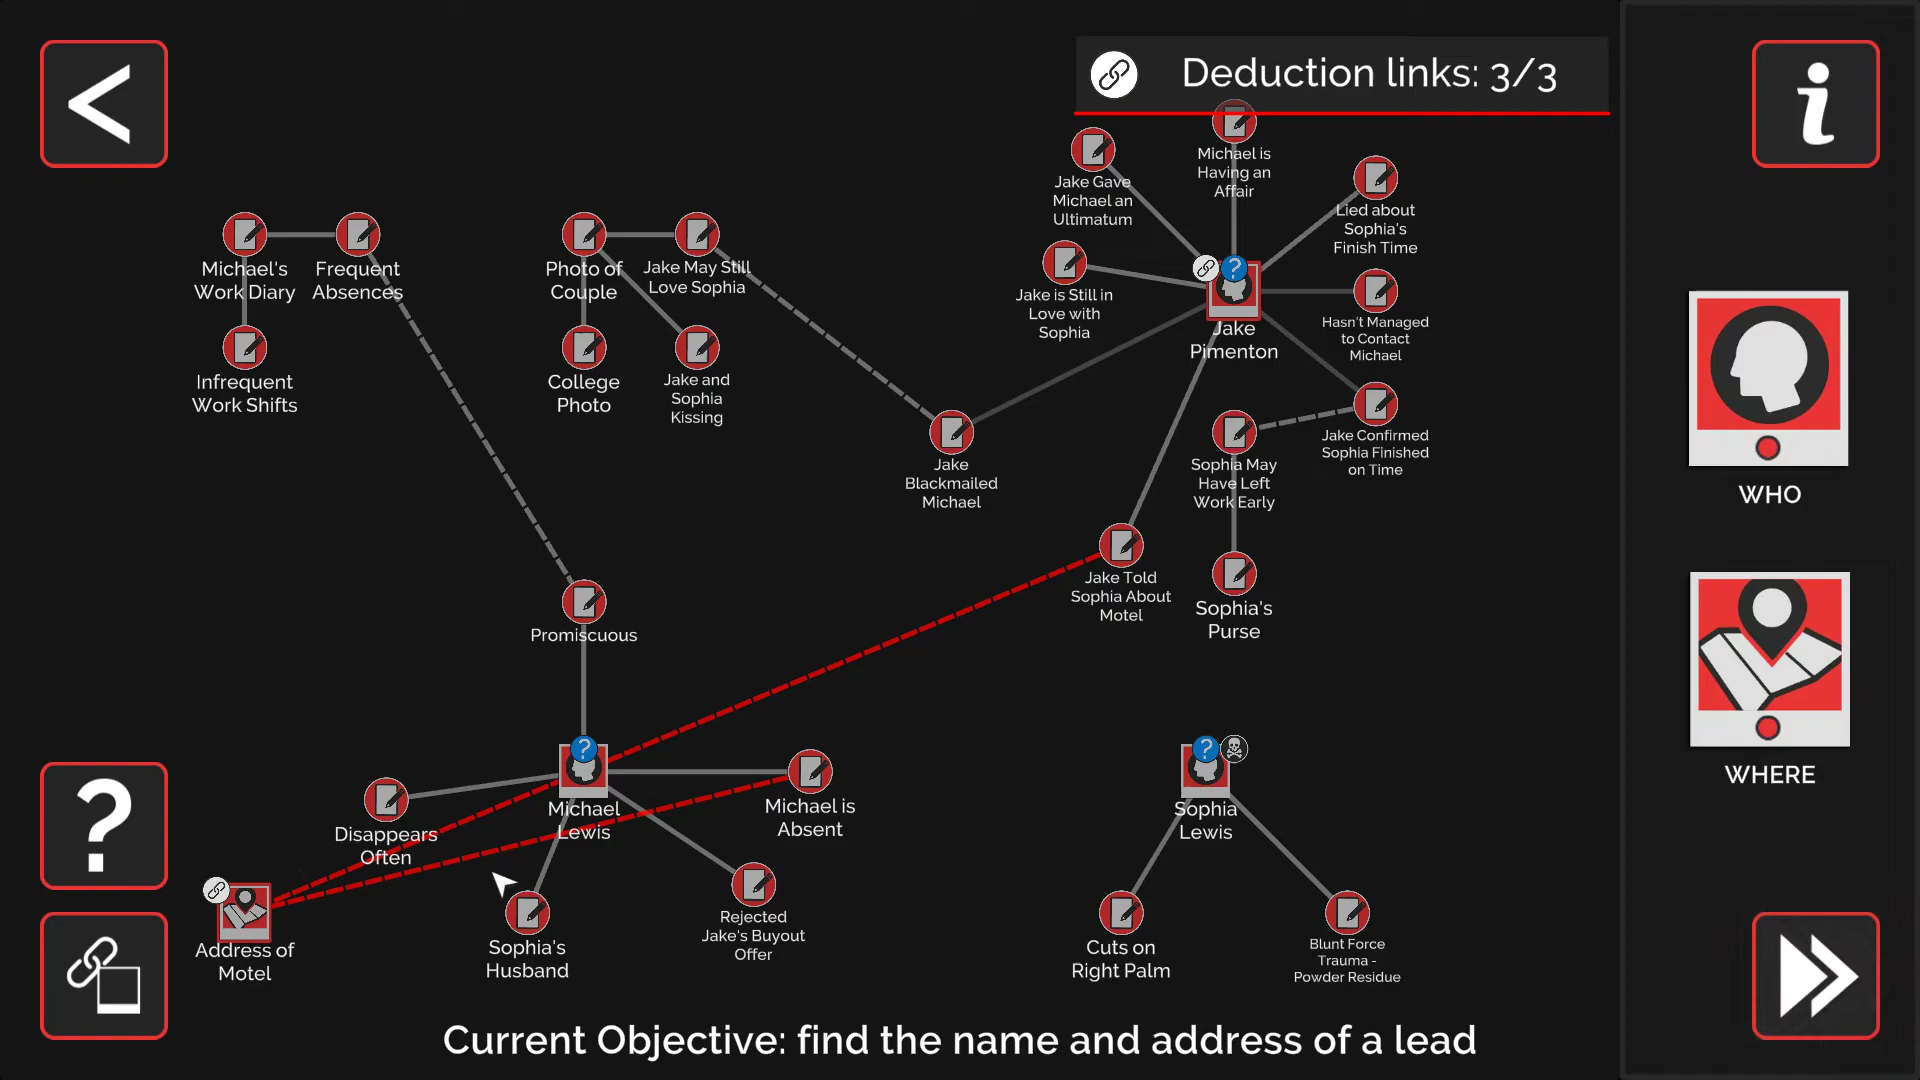 Deduction links: 3/3
Michael is
Having an
Affair
Jake Gave
Michael an
Ultimatum
Lied about
Sophia's
Finish Time
Michael's
Work Diary
Frequent
Absences
Photo of
Couple
Jake May Still
Love Sophia
Jake is Still in
Love with
Sophia
Jake
Pimenton
Hasn't Managed
to Contact
Michael
Infrequent
Work Shifts
College
Photo
Jake and
Sophia
Kissing
Jake
Blackmailed
Michael
Sophia May
Have Left
Work Early
Jake Confirmed
Sophia Finished
on Time
WHO
Jake Told
Sophia About
Motel
Sophia's
Purse
Promiscuous
WHERE
?
Disappears
Often
Michael
Lewis
Michael is
Absent
Sophia
Lewis
Address of
Motel
Sophia's
Husband
Rejected
Jake's Buyout
Offer
Cuts on
Right Palm
Blunt Force
Trauma -
Powder Residue
Current Objective: find the name and address of a lead